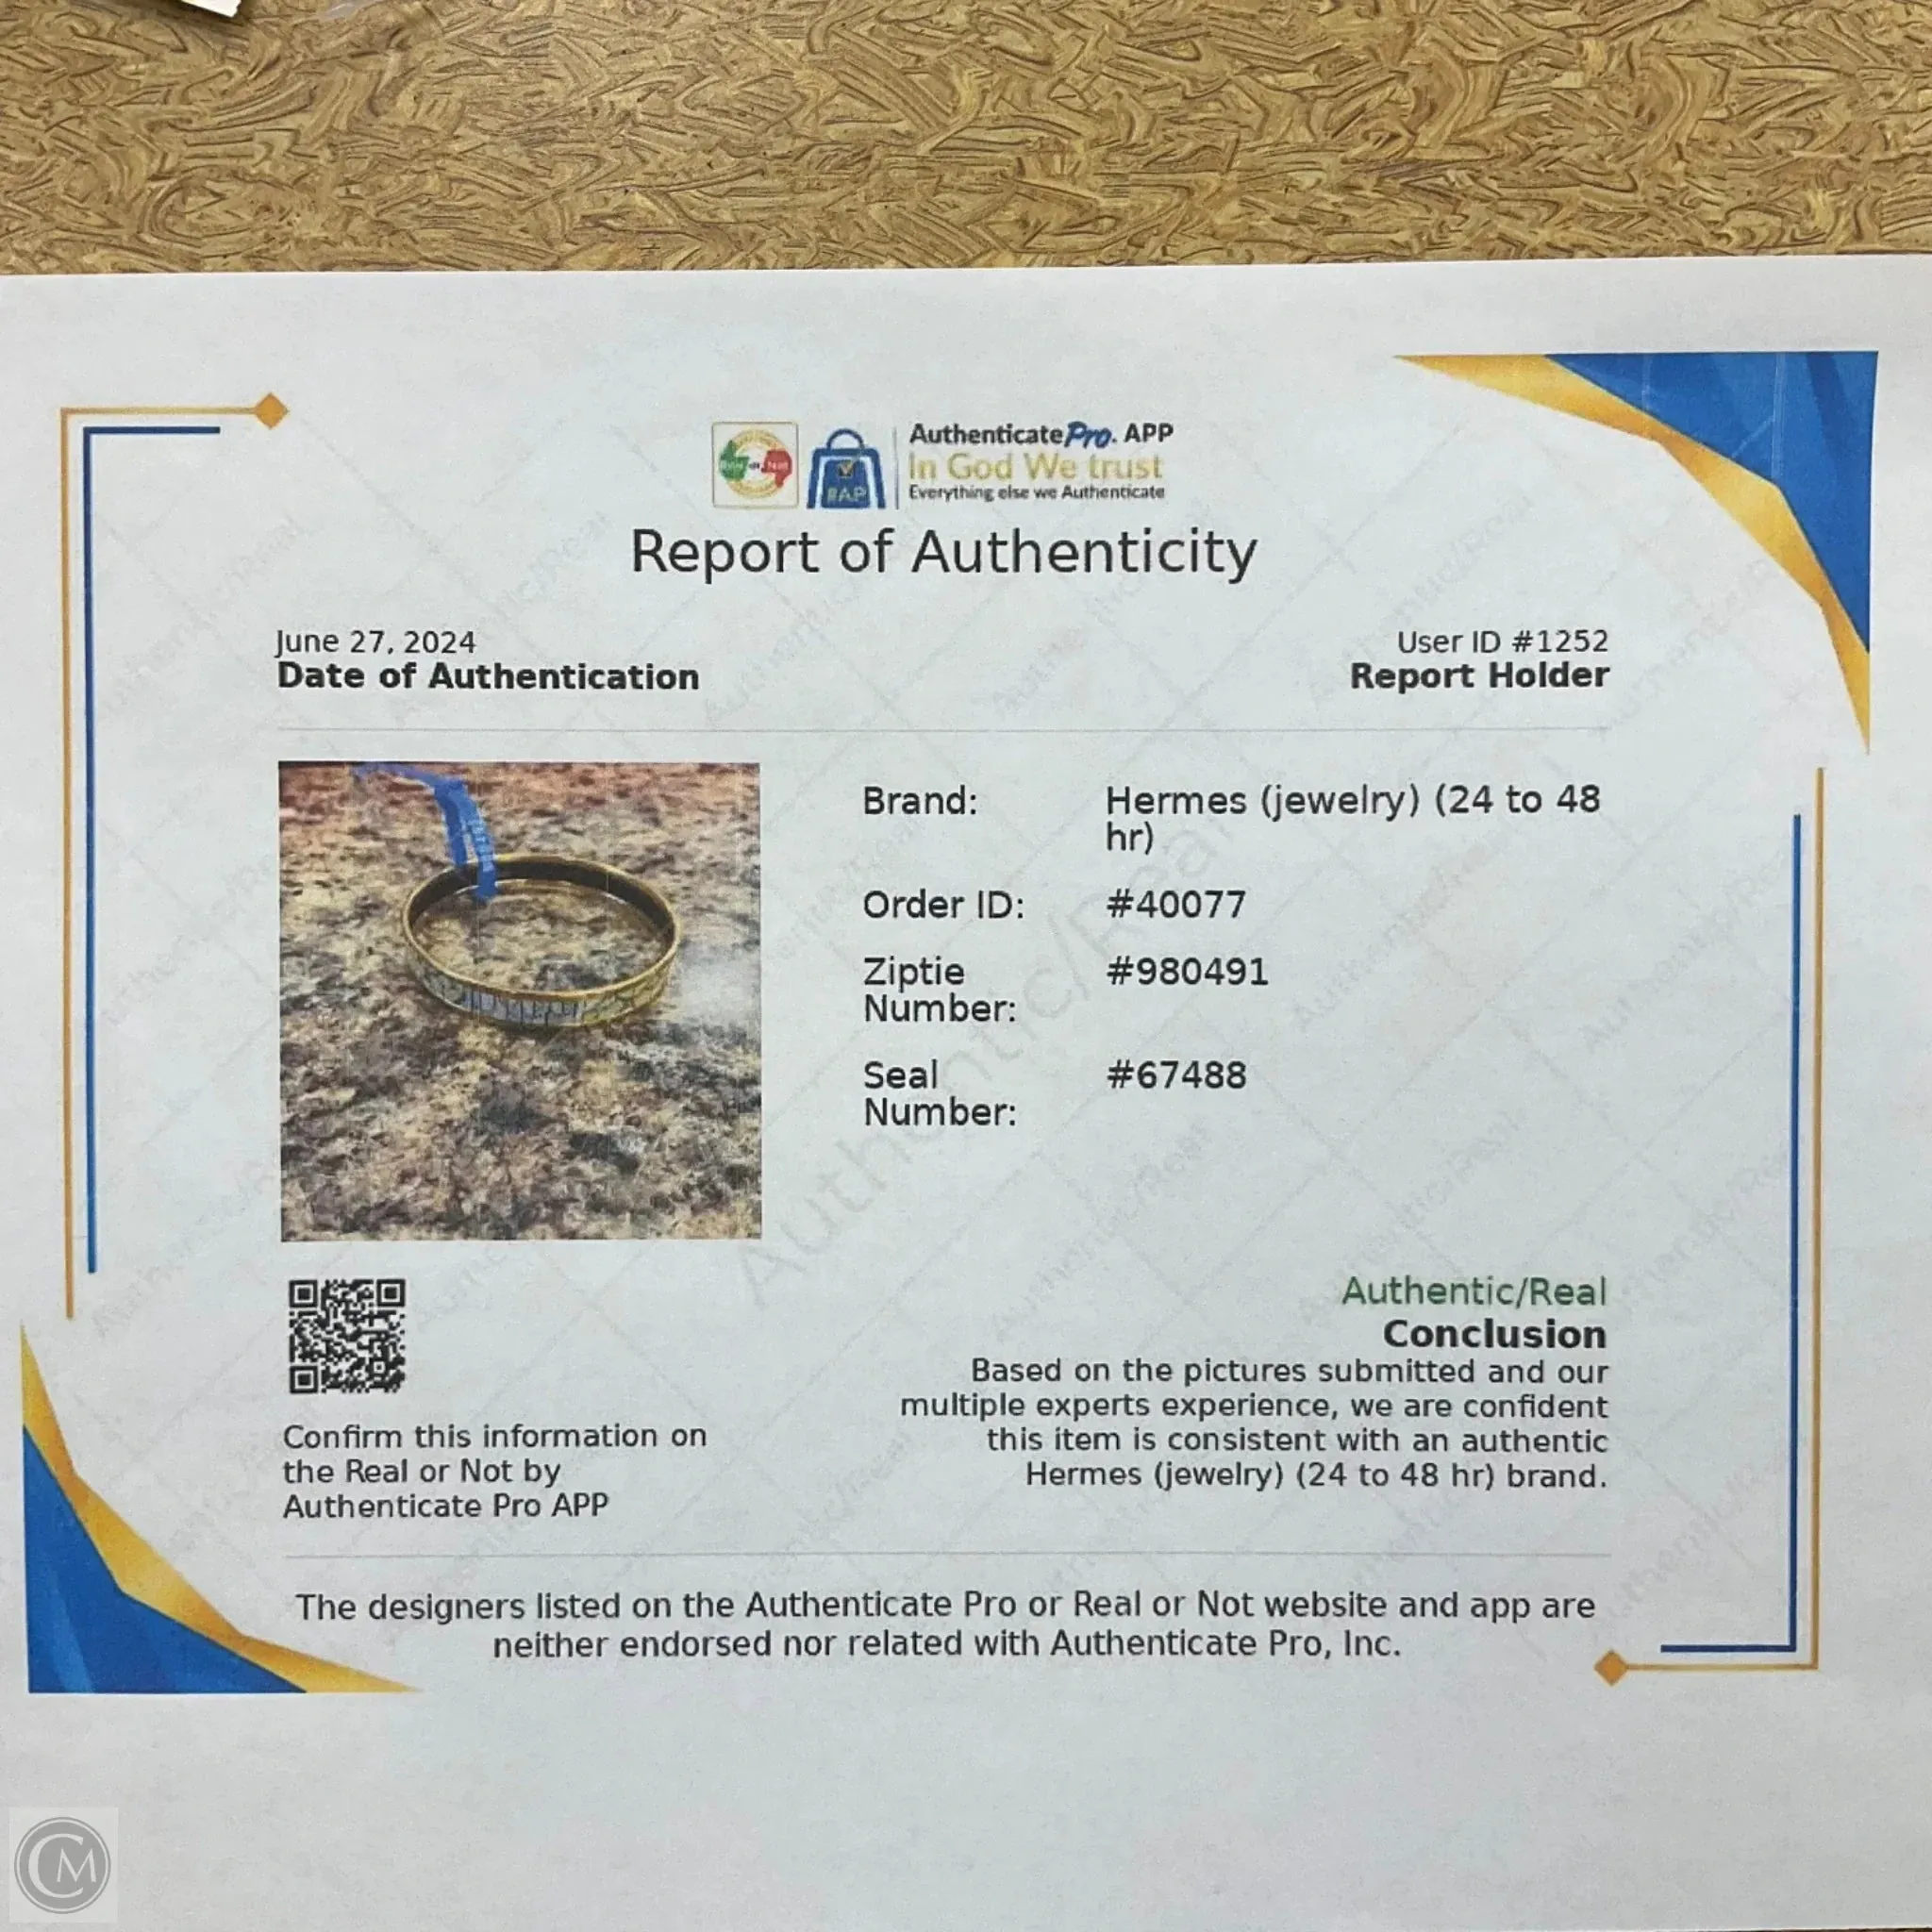 AuthenticatePro. APP
In God We trust
Everything else we Authenticate
RAP
Report of Authenticity
June 27, 2024
Date of Authentication
User ID #1252
Report Holder
Brand: Hermes (jewelry) (24 to 48
hr)
Order ID: #40077
Ziptie #980491
Number:
Seal #67488
Number:
Authentic/Real
Conclusion
Based on the pictures submitted and our
multiple experts experience, we are confident
this item is consistent with an authentic
Hermes (jewelry) (24 to 48 hr) brand.
Confirm this information on
the Real or Not by
Authenticate Pro APP
The designers listed on the Authenticate Pro or Real or Not website and app are
neither endorsed nor related with Authenticate Pro, Inc.
Authentic/Real
CM